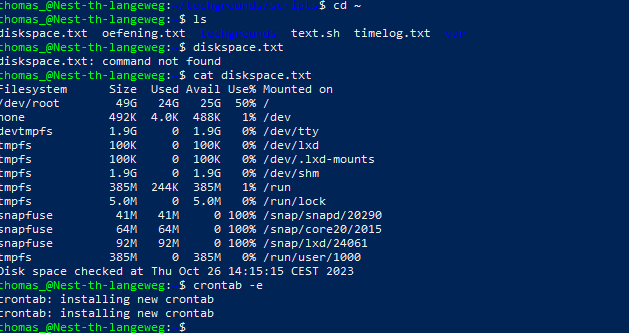 thomas_@Nest-th-langeweg:~/techgrounds/scripts$ cd ~
thomas_@Nest-th-langeweg:~$ ls
diskspace.txt oefening.txt techgrounds text.sh timelog.txt
thomas_@Nest-th-langeweg:~$ diskspace.txt
diskspace.txt: command not found
thomas_@Nest-th-langeweg:~$ cat diskspace.txt
Filesystem Size Used Avail Use% Mounted on
/dev/root 49G 24G 25G 50% /
none 492K 4.0K 488K 1% /dev
devtmpfs 1.9G 0 1.9G 0% /dev/tty
tmpfs 100K 0 100K 0% /dev/lxd
tmpfs 100K 0 100K 0% /dev/.lxd-mounts
tmpfs 1.9G 0 1.9G 0% /dev/shm
tmpfs 385M 244K 385M 1% /run
tmpfs 5.0M 0 5.0M 0% /run/lock
snapfuse 41M 41M 0 100% /snap/snapd/20290
snapfuse 64M 64M 0 100% /snap/core20/2015
snapfuse 92M 92M 0 100% /snap/lxd/24061
tmpfs 385M 0 385M 0% /run/user/1000
Disk space checked at Thu Oct 26 14:15:15 CEST 2023
thomas_@Nest-th-langeweg:~$ crontab -e
crontab: installing new crontab
crontab: installing new crontab
thomas_@Nest-th-langeweg:~$